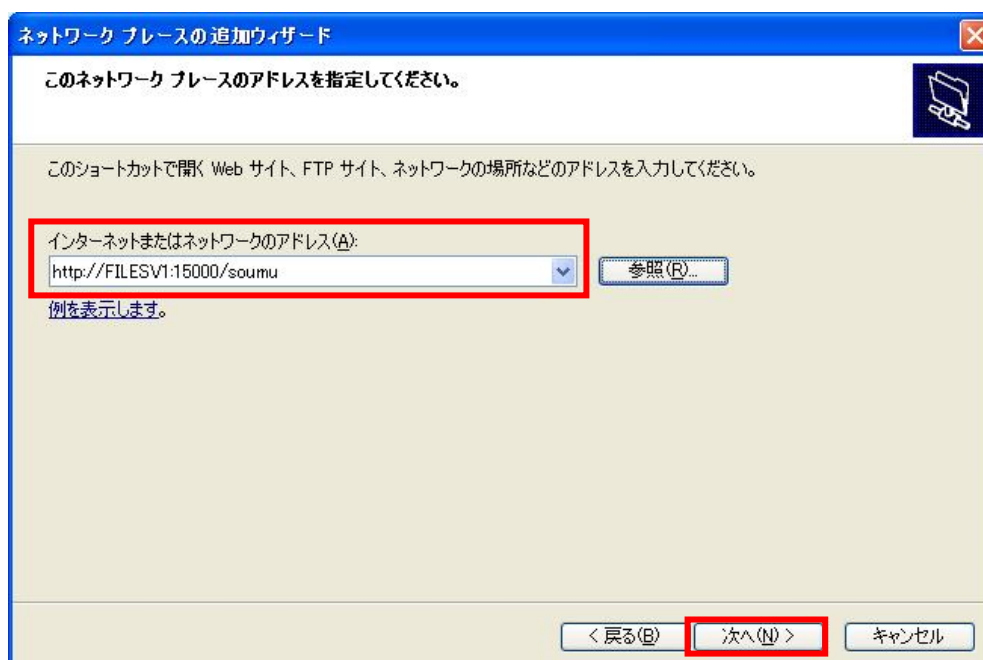 ネットワーク プレースの追加ウィザード
このネットワーク プレースのアドレスを指定してください。
このショートカットで開く Web サイト、FTP サイト、ネットワークの場所などのアドレスを入力してください。
インターネットまたはネットワークのアドレス(A):
http://FILESV1:15000/soumu
参照(R)...
例を表示します。
< 戻る(B)
次へ(N) >
キャンセル